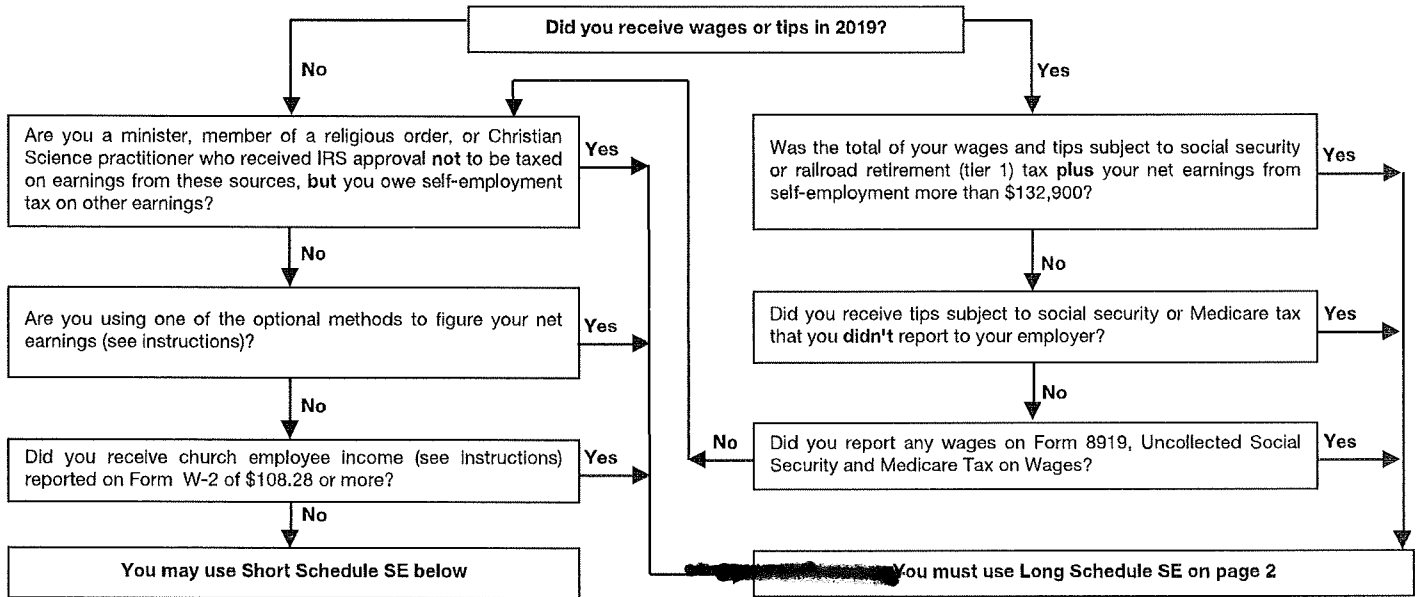 Did you receive wages or tips in 2019?
No
Yes
Are you a minister, member of a religious order, or Christian
Science practitioner who received IRS approval not to be taxed
on earnings from these sources, but you owe self-employment
tax on other earnings?
Yes
Was the total of your wages and tips subject to social security
or railroad retirement (tier 1) tax plus your net earnings from
self-employment more than $132,900?
Yes
No
No
Are you using one of the optional methods to figure your net
earnings (see instructions)?
Yes
Did you receive tips subject to social security or Medicare tax
that you didn't report to your employer?
Yes
No
No
Did you receive church employee income (see instructions)
reported on Form W-2 of $108.28 or more?
Yes
No
Did you report any wages on Form 8919, Uncollected Social
Security and Medicare Tax on Wages?
Yes
No
You may use Short Schedule SE below
You must use Long Schedule SE on page 2